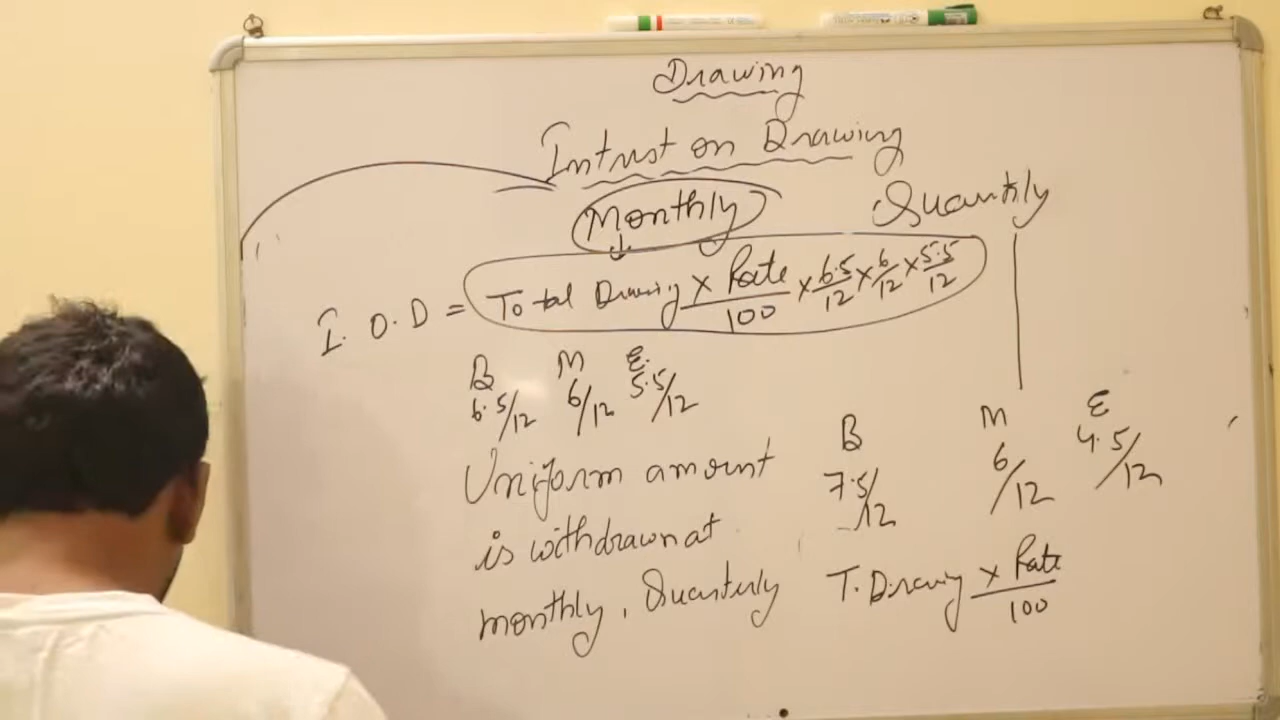 Drawing
Intrust on Drawing
Monthly
Quantily
I. O. D = Total Drawing × Rate/100 × 6.5/12 × 6/12 × 5.5/12
B M E.
6.5/12 6/12 5.5/12
B M E
7.5/12 6/12 4.5/12
Uniform amount
is withdrawn at
monthly, Quarterly
T. Drawing × Rate/100